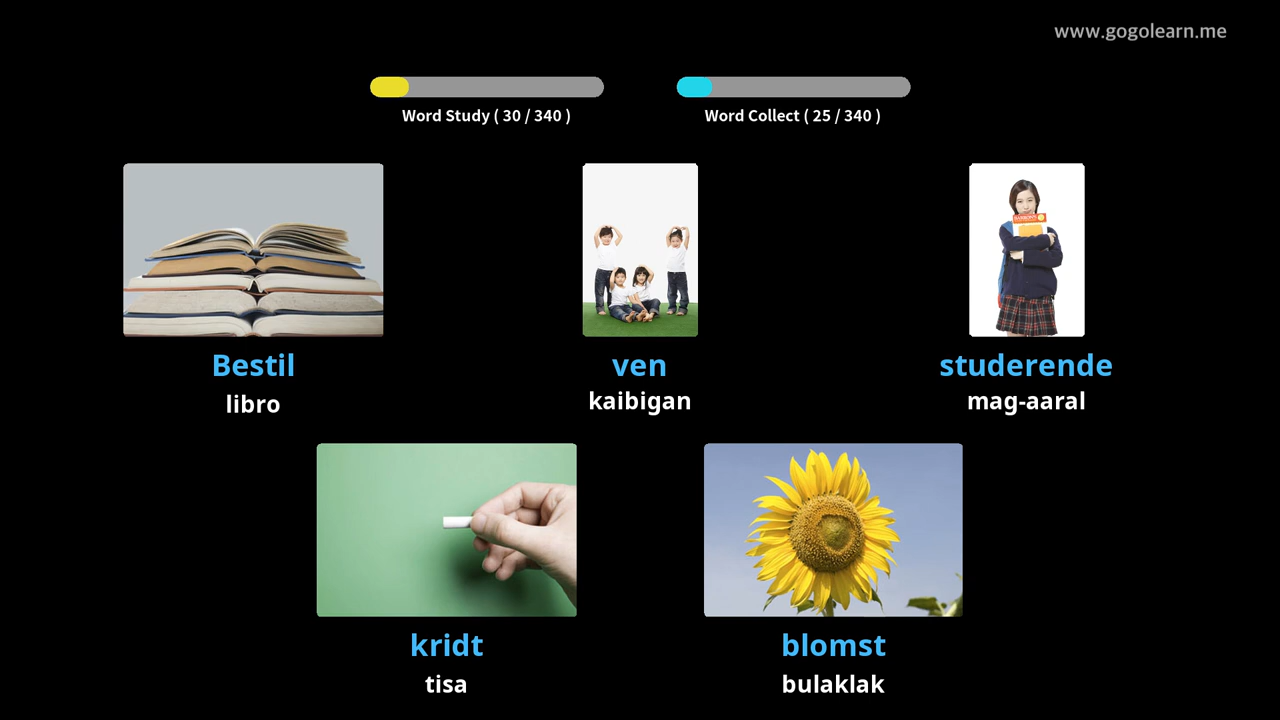 www.gogolearn.me
Word Study ( 30 / 340 )
Word Collect ( 25 / 340 )
Bestil
libro
ven
kaibigan
studerende
mag-aaral
kridt
tisa
blomst
bulaklak